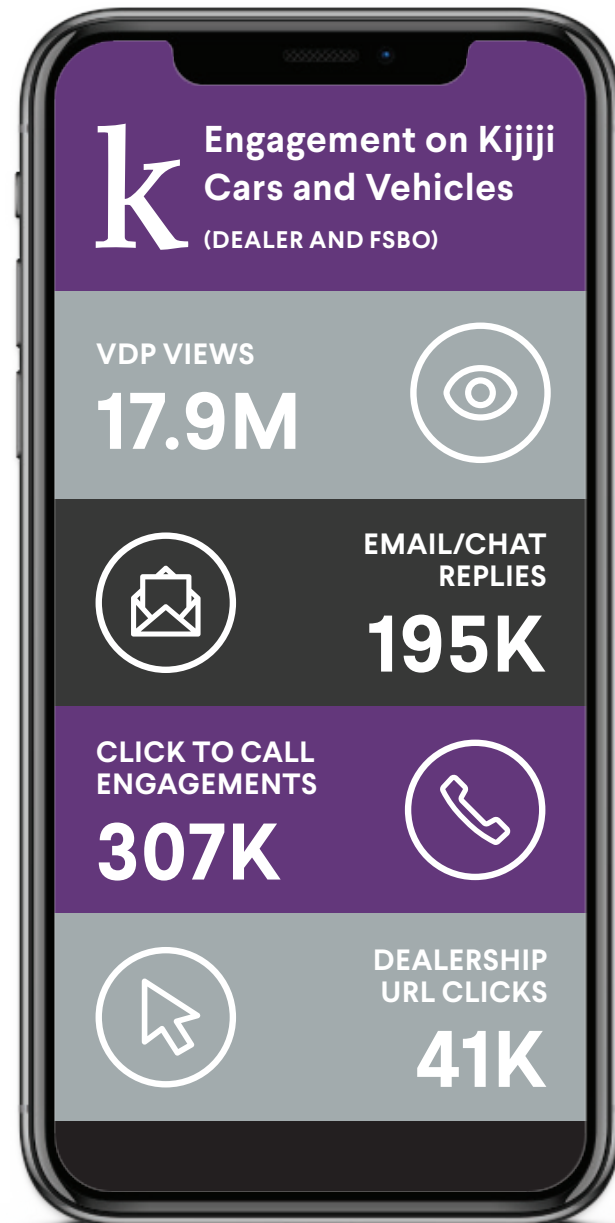 k
Engagement on Kijiji
Cars and Vehicles
(DEALER AND FSBO)
VDP VIEWS
17.9M
EMAIL/CHAT
REPLIES
195K
CLICK TO CALL
ENGAGEMENTS
307K
DEALERSHIP
URL CLICKS
41K